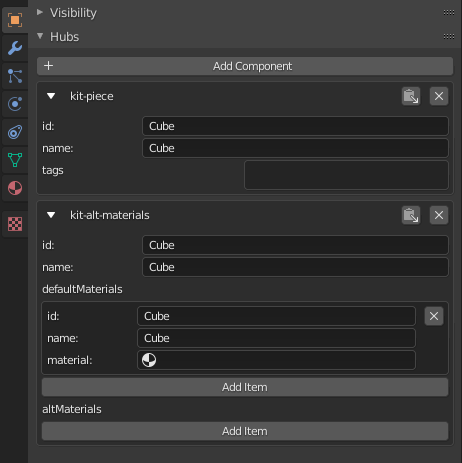 Visibility
Hubs
+ Add Component
kit-piece
id: Cube
name: Cube
tags
kit-alt-materials
id: Cube
name: Cube
defaultMaterials
id: Cube
name: Cube
material:
Add Item
altMaterials
Add Item